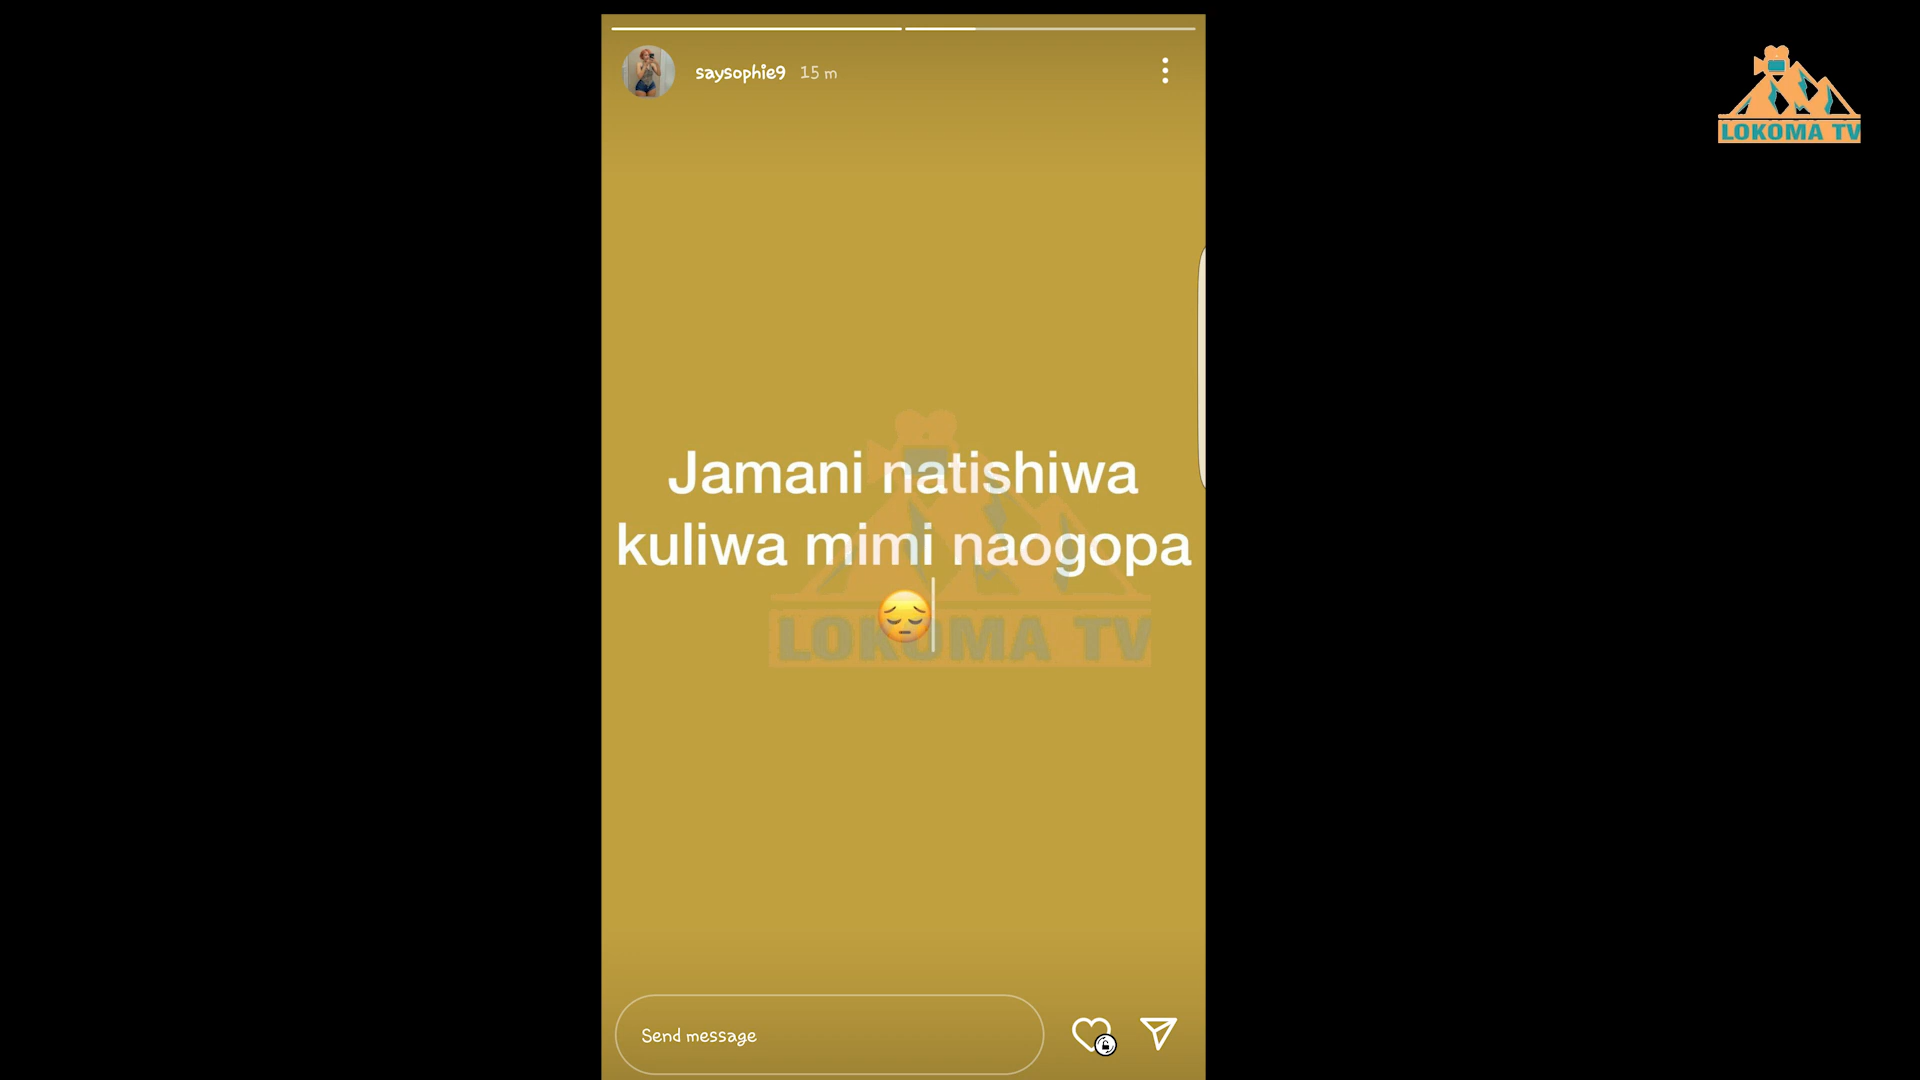 saysophie9 15 m
LOKOMA TV
Jamani natishiwa
kuliwa mimi naogopa
😔
LOKOMA TV
Send message